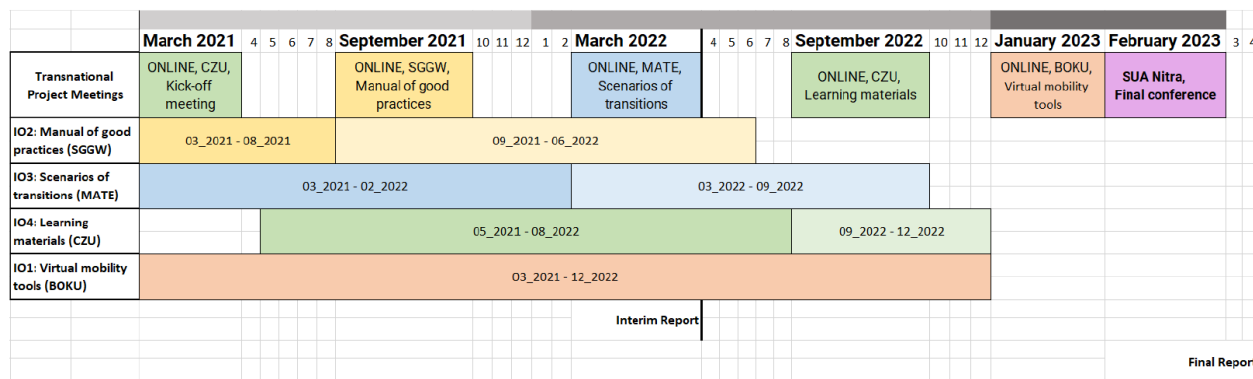 March 2021 4 5 6 7 8 September 2021 10 11 12 1 2 March 2022 4 5 6 7 8 September 2022 10 11 12 January 2023 February 2023 3 4
Transnational
Project Meetings
ONLINE, CZU,
Kick-off
meeting
ONLINE, SGGW,
Manual of good
practices
ONLINE, MATE,
Scenarios of
transitions
ONLINE, CZU,
Learning materials
ONLINE, BOKU,
Virtual mobility
tools
SUA Nitra,
Final conference
IO2: Manual of good
practices (SGGW)
03_2021 - 08_2021
09_2021 - 06_2022
IO3: Scenarios of
transitions (MATE)
03_2021 - 02_2022
03_2022 - 09_2022
IO4: Learning
materials (CZU)
05_2021 - 08_2022
09_2022 - 12_2022
IO1: Virtual mobility
tools (BOKU)
03_2021 - 12_2022
Interim Report
Final Report